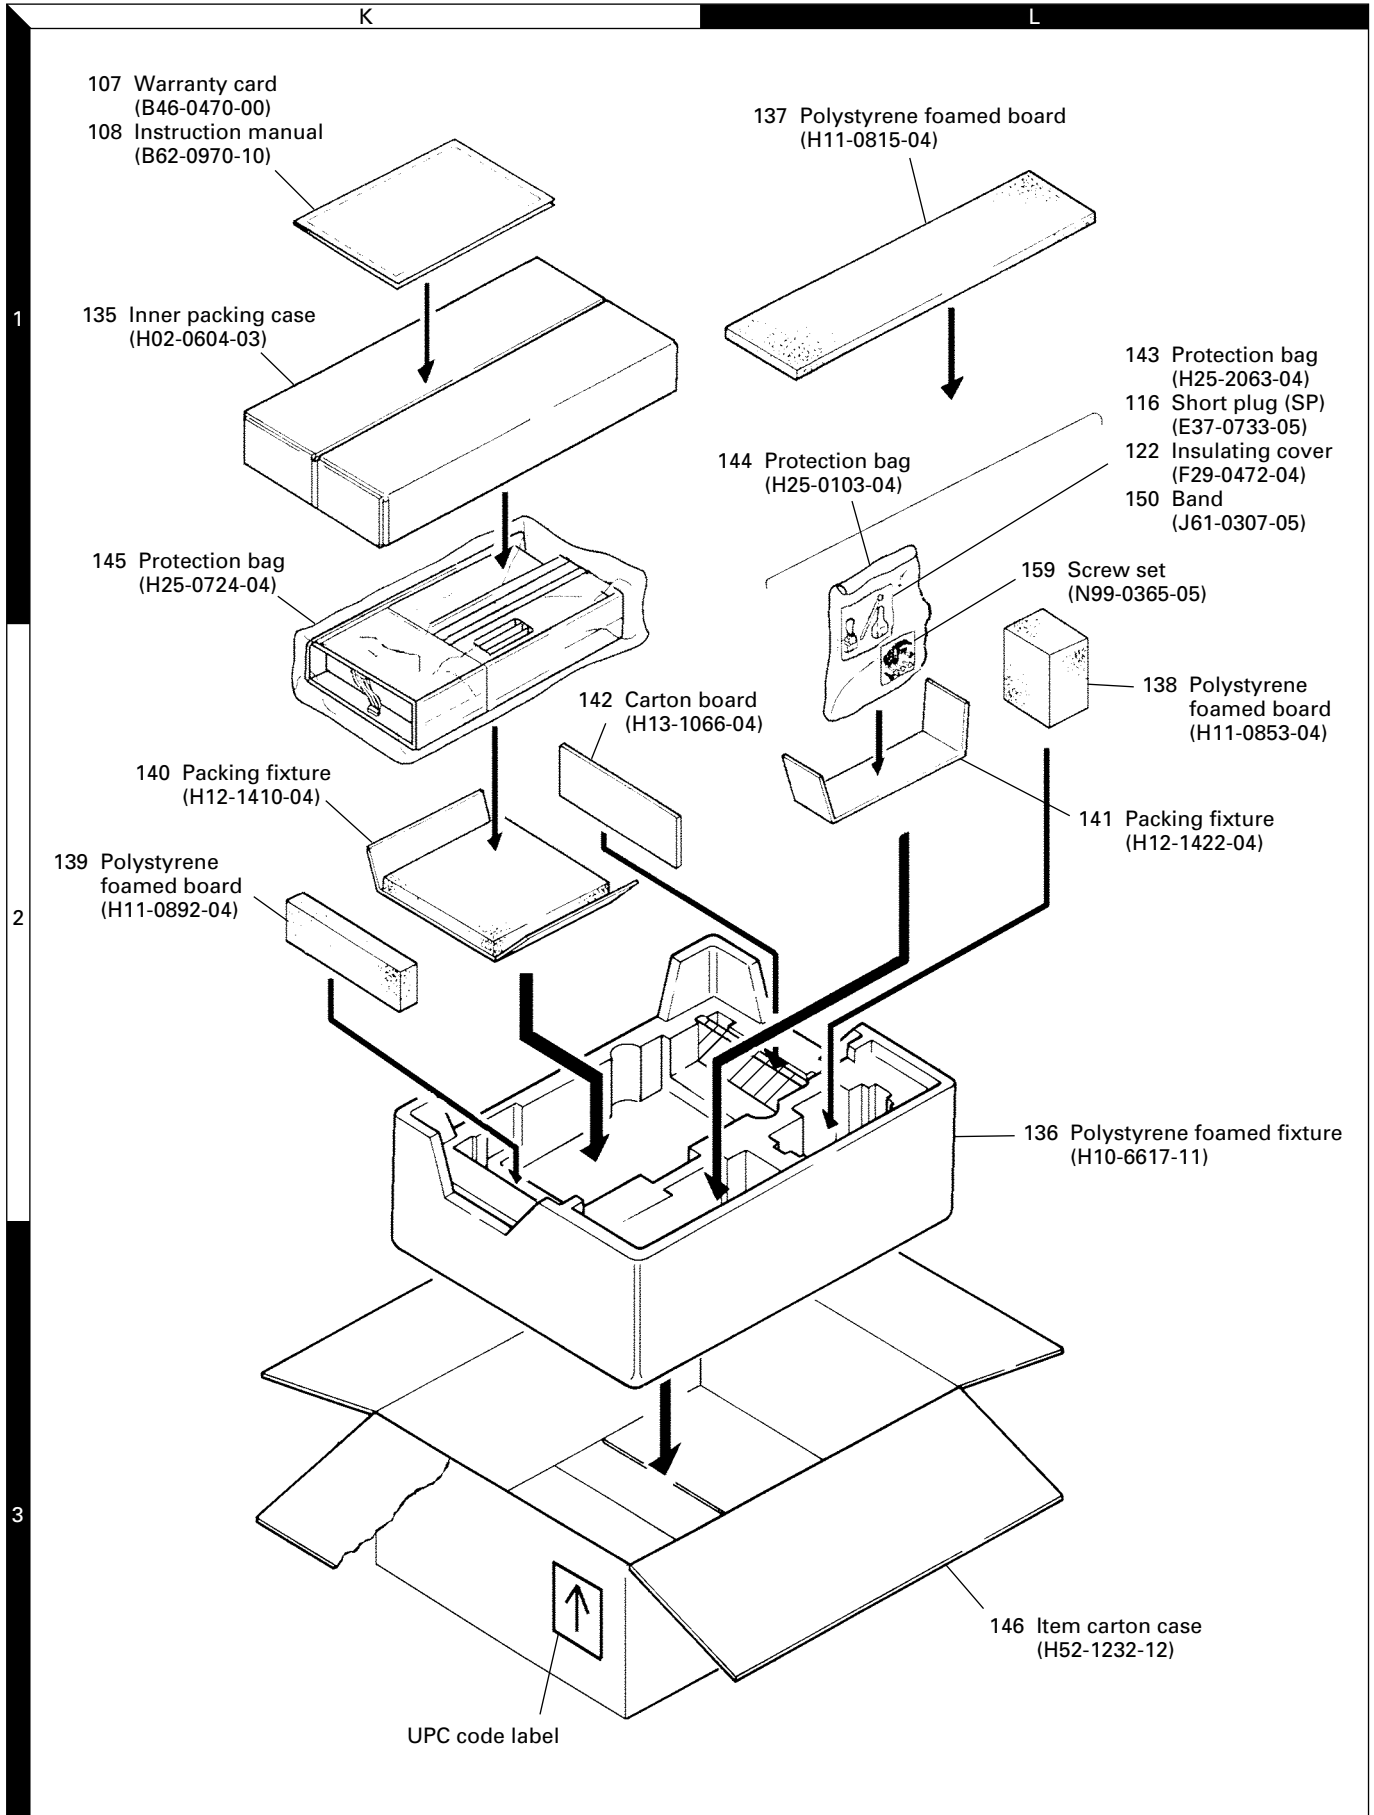 K
L
107 Warranty card
(B46-0470-00)
108 Instruction manual
(B62-0970-10)
137 Polystyrene foamed board
(H11-0815-04)
1
135 Inner packing case
(H02-0604-03)
143 Protection bag
(H25-2063-04)
116 Short plug (SP)
(E37-0733-05)
122 Insulating cover
(F29-0472-04)
150 Band
(J61-0307-05)
144 Protection bag
(H25-0103-04)
145 Protection bag
(H25-0724-04)
159 Screw set
(N99-0365-05)
138 Polystyrene
foamed board
(H11-0853-04)
142 Carton board
(H13-1066-04)
140 Packing fixture
(H12-1410-04)
141 Packing fixture
(H12-1422-04)
139 Polystyrene
foamed board
(H11-0892-04)
2
136 Polystyrene foamed fixture
(H10-6617-11)
3
146 Item carton case
(H52-1232-12)
UPC code label